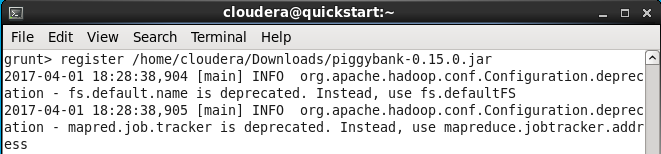 cloudera@quickstart:~
File Edit View Search Terminal Help
grunt> register /home/cloudera/Downloads/piggybank-0.15.0.jar
2017-04-01 18:28:38,904 [main] INFO  org.apache.hadoop.conf.Configuration.deprec
ation - fs.default.name is deprecated. Instead, use fs.defaultFS
2017-04-01 18:28:38,905 [main] INFO  org.apache.hadoop.conf.Configuration.deprec
ation - mapred.job.tracker is deprecated. Instead, use mapreduce.jobtracker.addr
ess